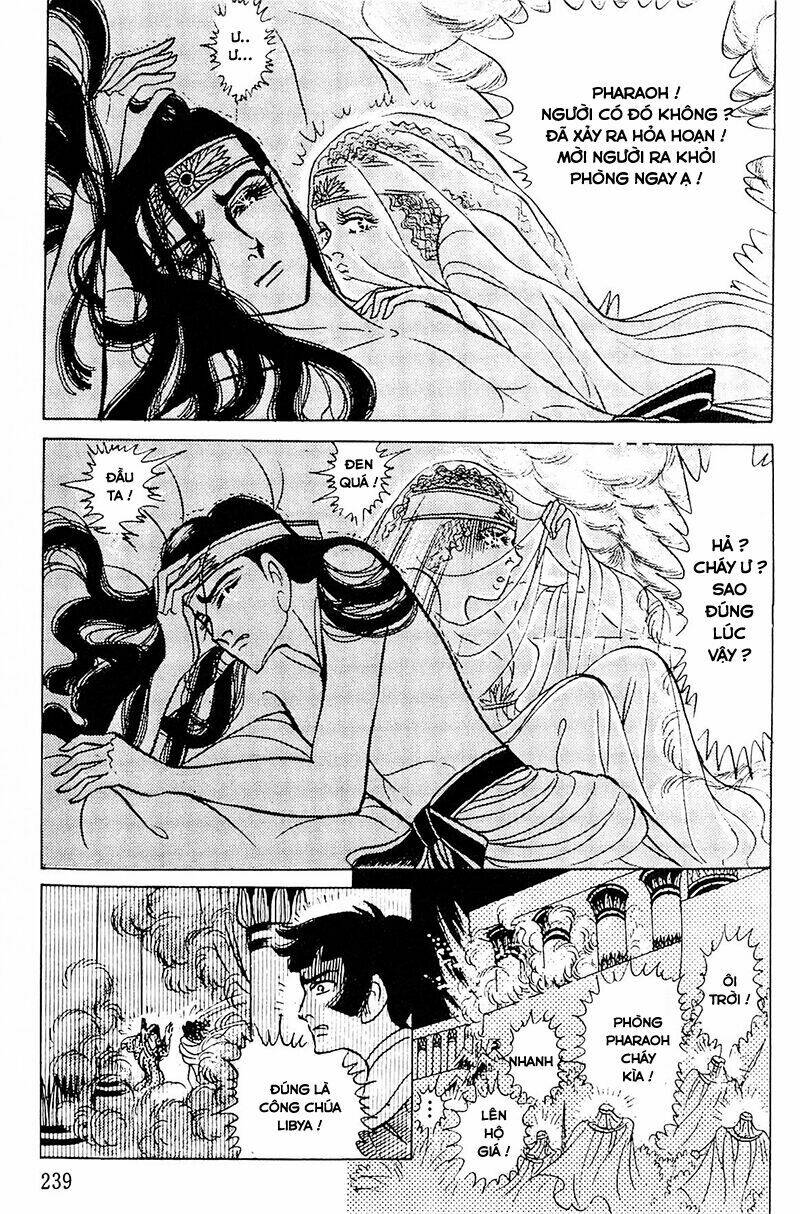 Ư..
Ư...
PHARAOH !
NGƯỜI CÓ ĐÓ KHÔNG ?
ĐÃ XẢY RA HỎA HOẠN !
MỜI NGƯỜI RA KHỎI
PHÒNG NGAY Ạ !
ĐẦU
TA !
ĐEN
QUÁ !
HẢ ?
CHÁY Ư ?
SAO
ĐÚNG
LÚC
VẬY ?
ĐÚNG LÀ
CÔNG CHÚA
LIBYA !
ÔI
TRỜI !
PHÒNG
PHARAOH
CHÁY
KÌA !
NHANH
...
LÊN
HỘ
GIÁ !
239